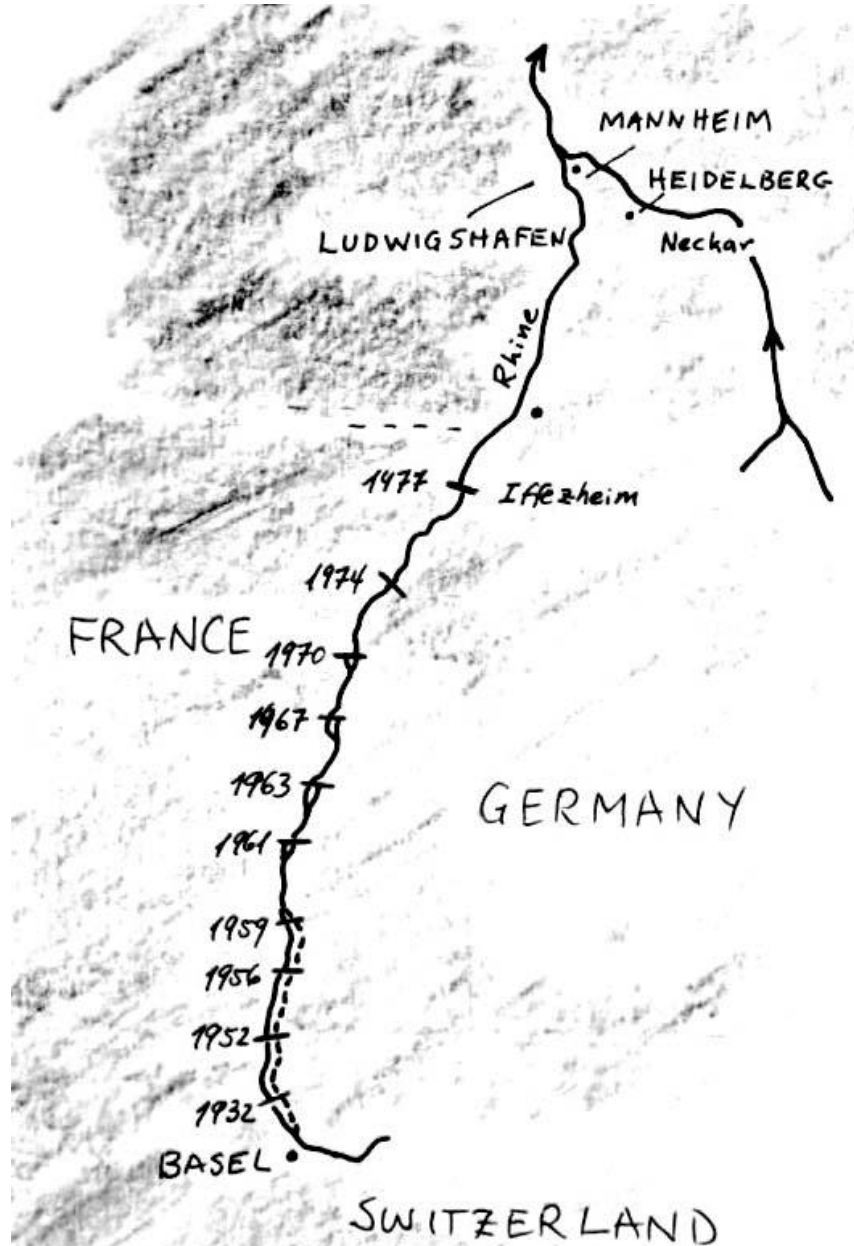 MANNHEIM
HEIDELBERG
LUDWIGSHAFEN
Neckar
Rhine
1477
Iffezheim
1974
FRANCE
1970
1967
1963
GERMANY
1961
1959
1956
1952
1932
BASEL
SWITZERLAND